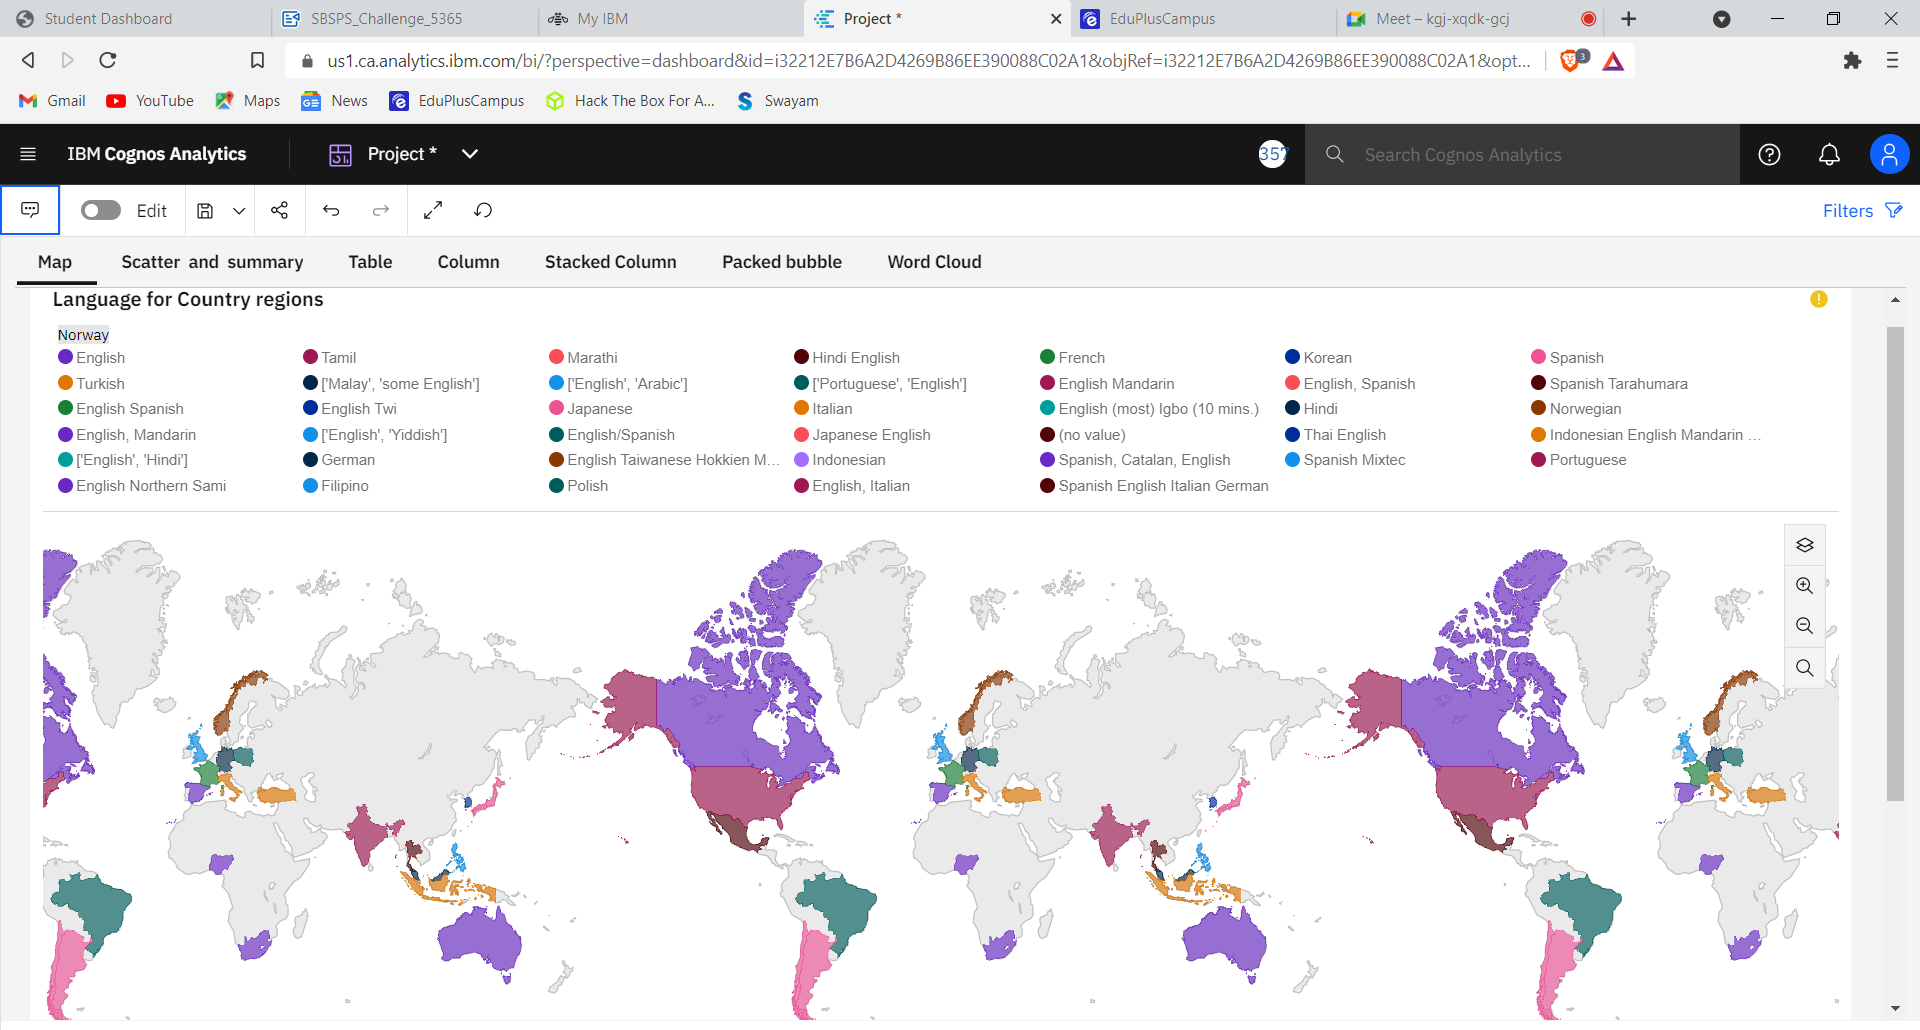 Student Dashboard SBSPS_Challenge_5365 My IBM Project * EduPlusCampus Meet – kgj-xqdk-gcj
us1.ca.analytics.ibm.com/bi/?perspective=dashboard&id=i32212E7B6A2D4269B86EE390088C02A1&objRef=i32212E7B6A2D4269B86EE390088C02A1&opt... 3
Gmail YouTube Maps News EduPlusCampus Hack The Box For A... Swayam
IBM Cognos Analytics Project * 357 Search Cognos Analytics
Edit Filters
Map Scatter and summary Table Column Stacked Column Packed bubble Word Cloud
Language for Country regions
Norway
English Tamil Marathi Hindi English French Korean Spanish
Turkish ['Malay', 'some English'] ['English', 'Arabic'] ['Portuguese', 'English'] English Mandarin English, Spanish Spanish Tarahumara
English Spanish English Twi Japanese Italian English (most) Igbo (10 mins.) Hindi Norwegian
English, Mandarin ['English', 'Yiddish'] English/Spanish Japanese English (no value) Thai English Indonesian English Mandarin ...
['English', 'Hindi'] German English Taiwanese Hokkien M... Indonesian Spanish, Catalan, English Spanish Mixtec Portuguese
English Northern Sami Filipino Polish English, Italian Spanish English Italian German